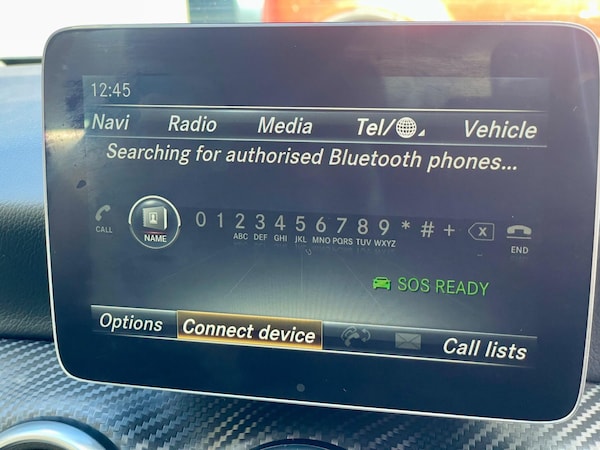 12:45
Navi Radio Media Tel/ Vehicle
Searching for authorised Bluetooth phones...
0 1 2 3 4 5 6 7 8 9 * # + X
CALL NAME ABC DEF GHI JKL MNO PQRS TUV WXYZ END
SOS READY
Options Connect device Call lists